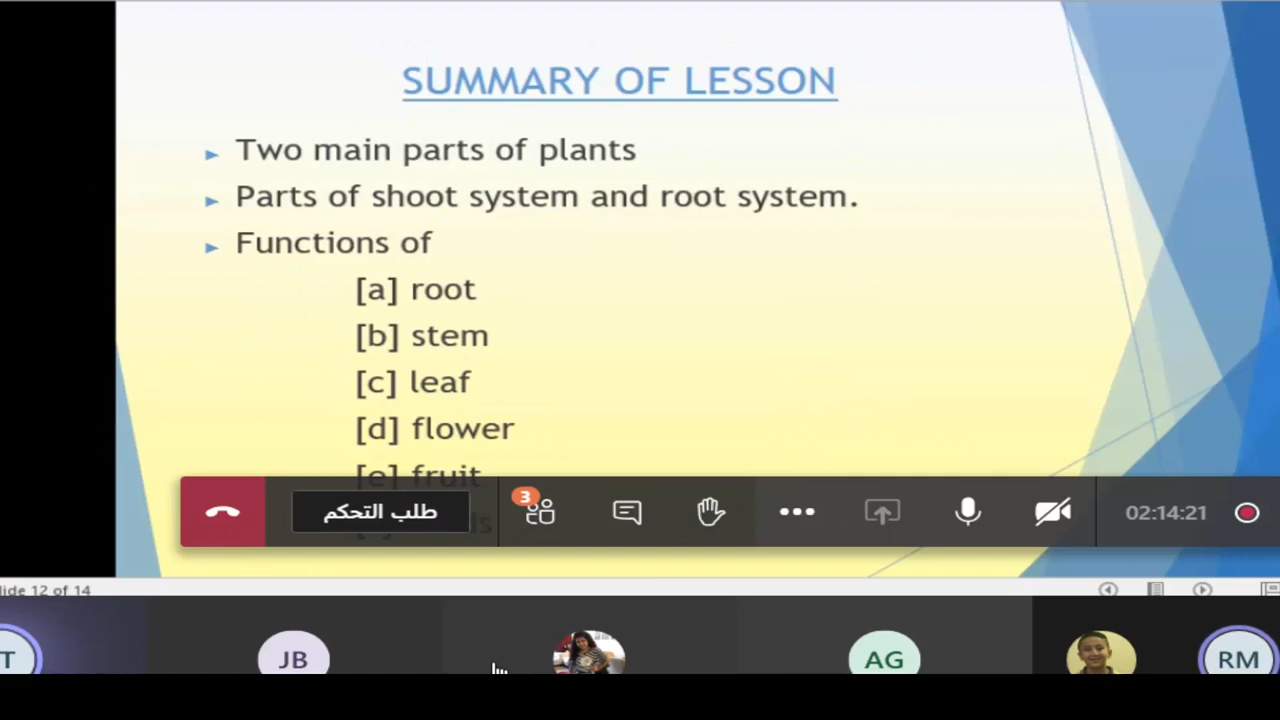 SUMMARY OF LESSON
Two main parts of plants
Parts of shoot system and root system.
Functions of
[a] root
[b] stem
[c] leaf
[d] flower
[e] fruit
3
طلب التحكم
02:14:21
lide 12 of 14
T
JB
AG
RM